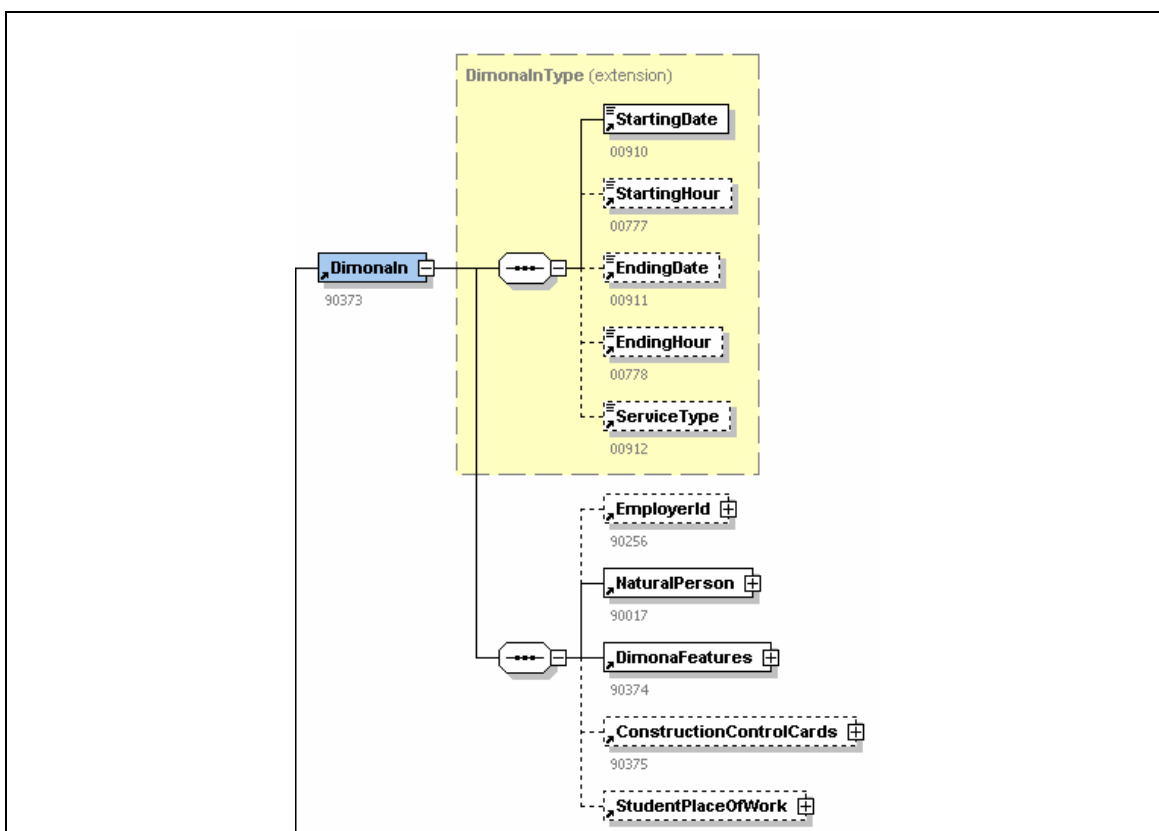 DimonaInType (extension)
StartingDate
00910
StartingHour
00777
DimonaIn
90373
EndingDate
00911
EndingHour
00778
ServiceType
00912
EmployerId
90256
NaturalPerson
90017
DimonaFeatures
90374
ConstructionControlCards
90375
StudentPlaceOfWork